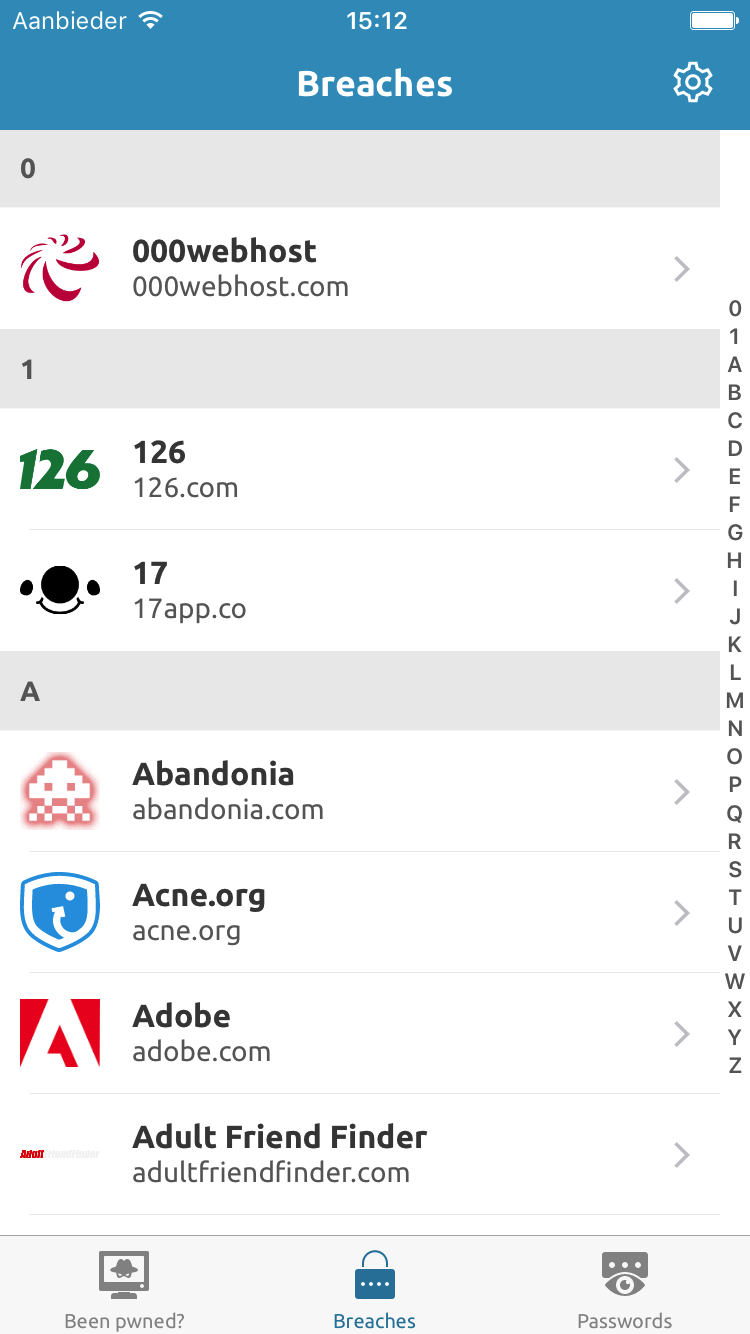 Aanbieder 15:12
Breaches
0
000webhost
000webhost.com
1
126
126
126.com
17
17app.co
A
Abandonia
abandonia.com
Acne.org
acne.org
Adobe
adobe.com
AdultFriendFinder
Adult Friend Finder
adultfriendfinder.com
0
1
A
B
C
D
E
F
G
H
I
J
K
L
M
N
O
P
Q
R
S
T
U
V
W
X
Y
Z
Been pwned?
Breaches
Passwords